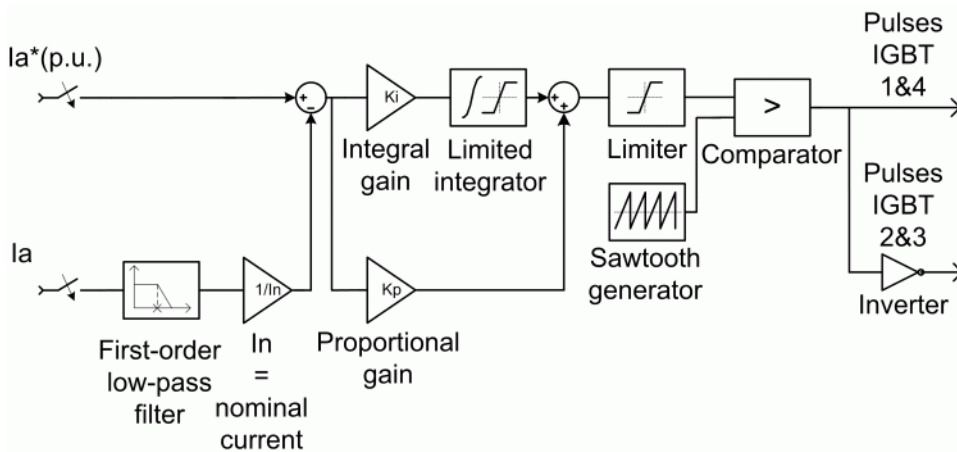 Ia*(p.u.)
Ki
Integral
gain
Limited
integrator
Limiter
>
Comparator
Pulses
IGBT
1&4
Pulses
IGBT
2&3
Sawtooth
generator
Inverter
Ia
1/In
Kp
First-order
low-pass
filter
In
=
nominal
current
Proportional
gain